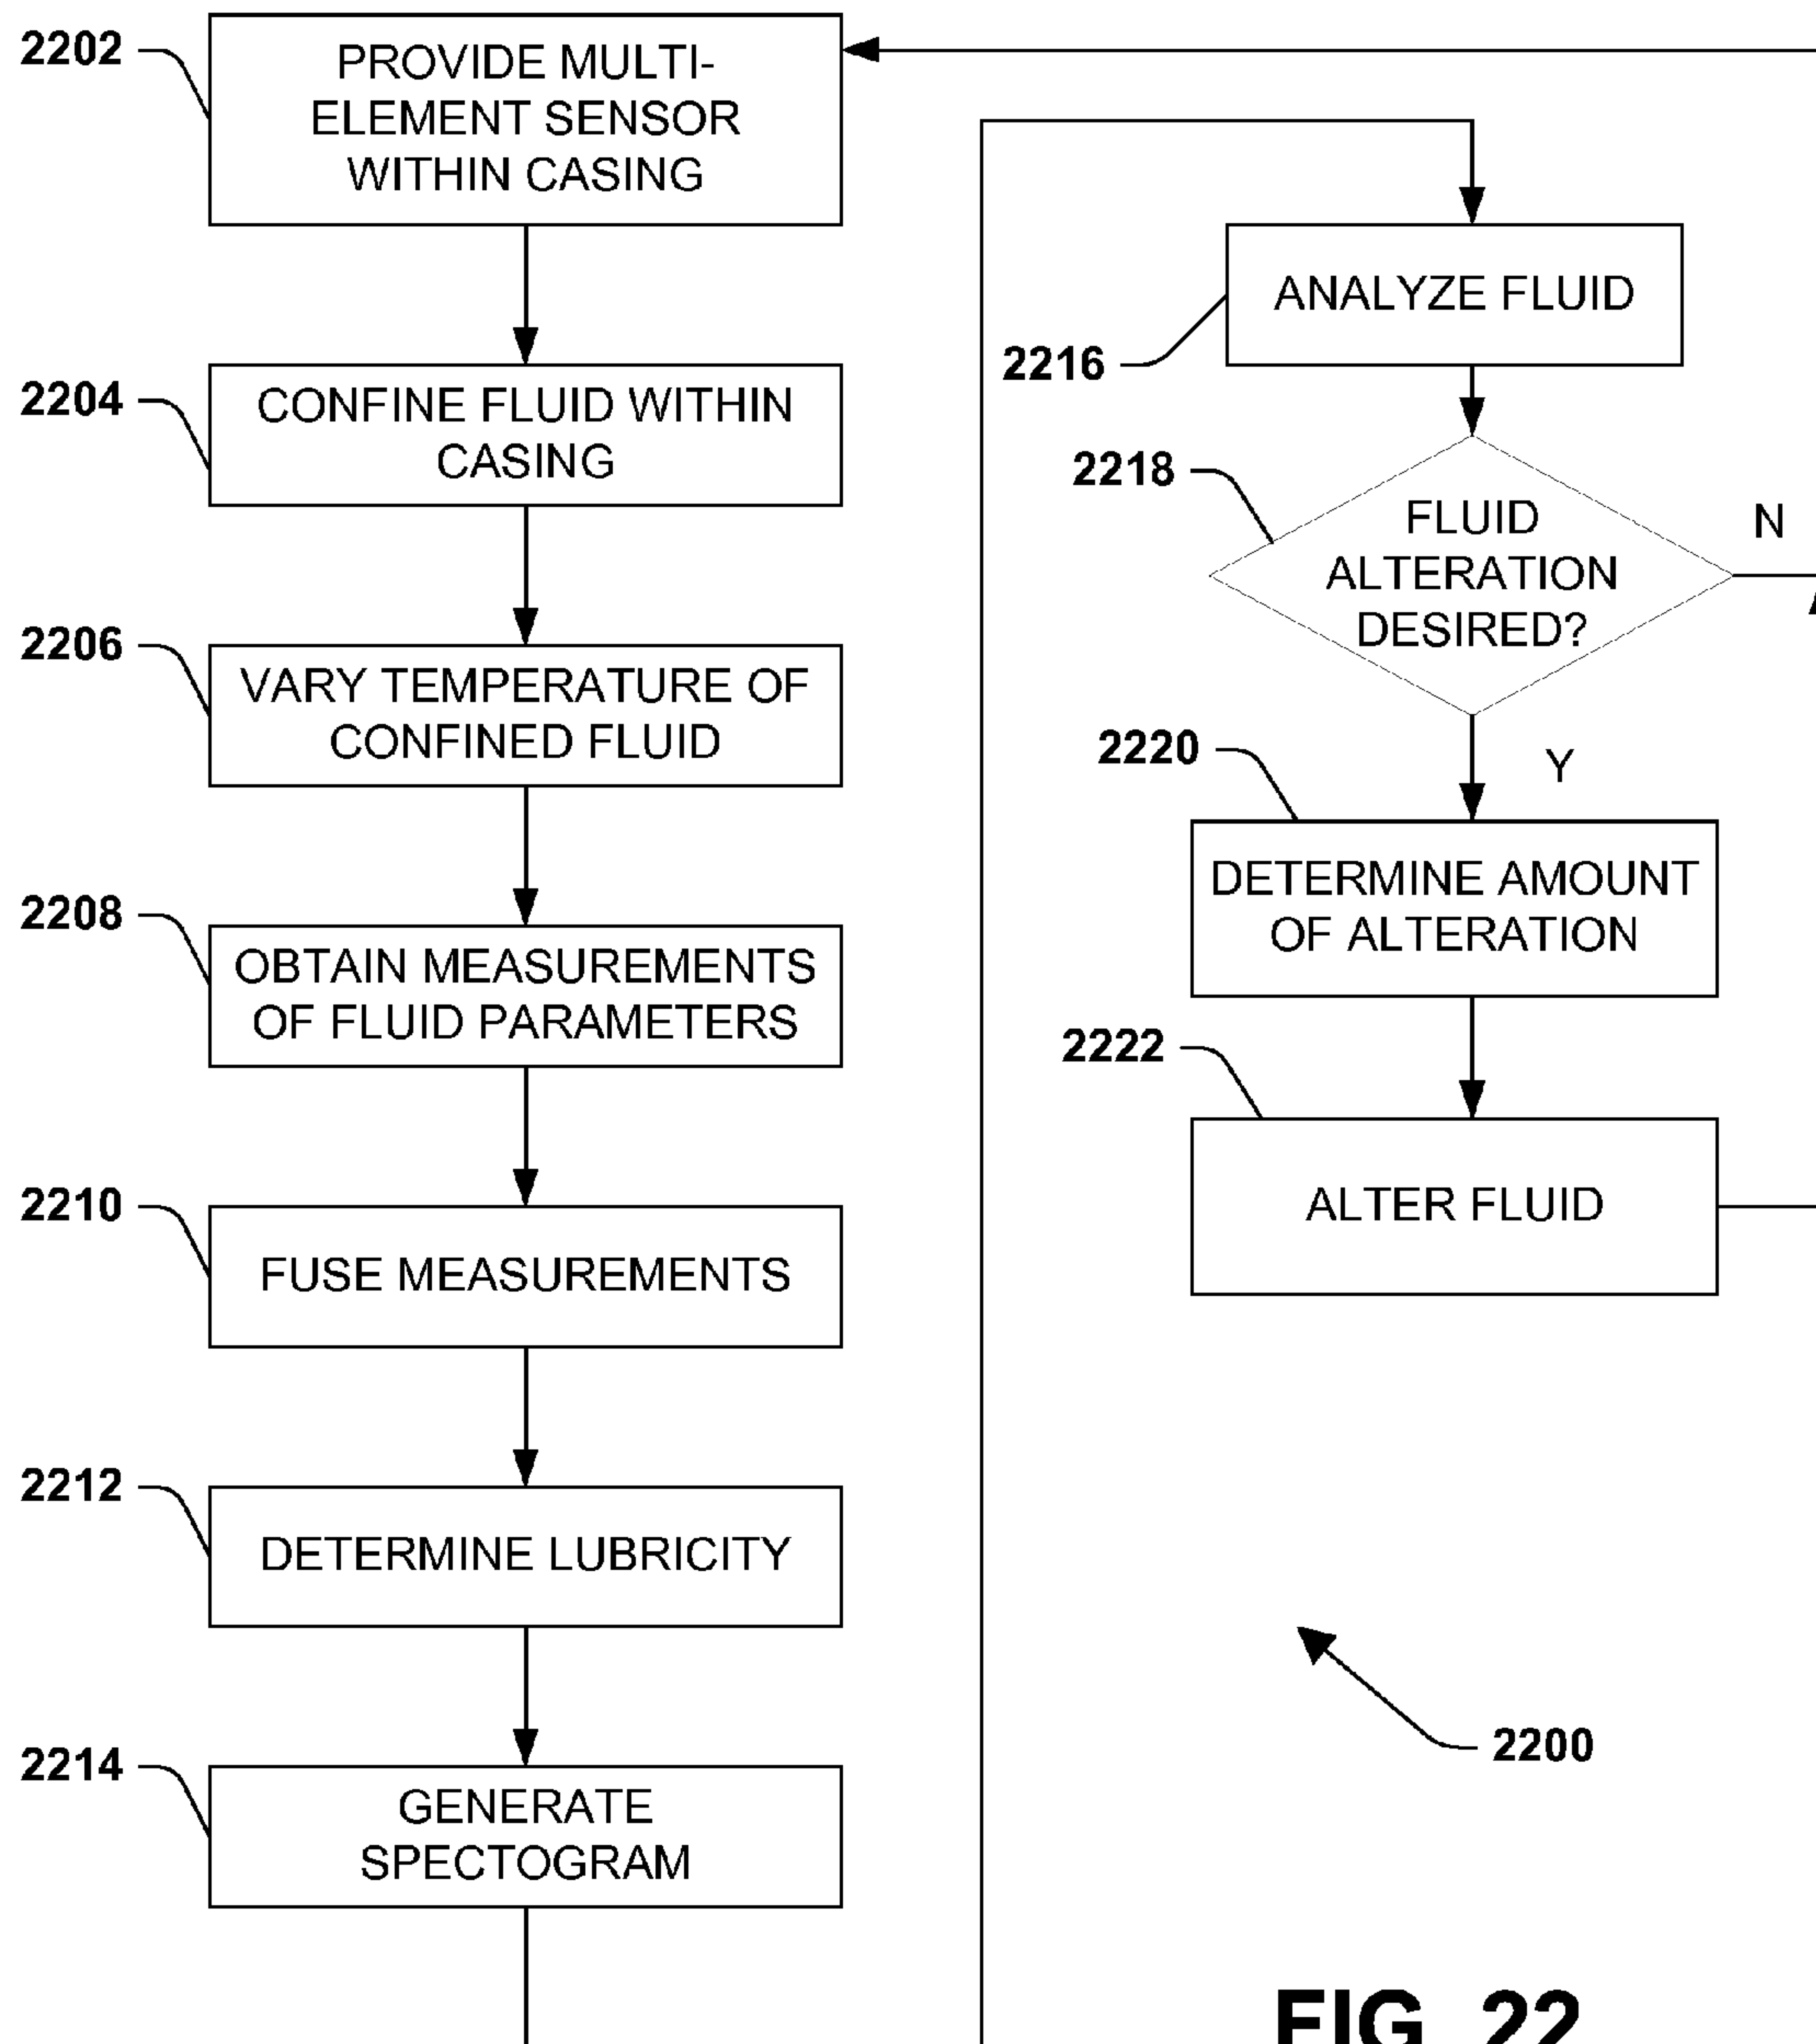 2202
PROVIDE MULTI-
ELEMENT SENSOR
WITHIN CASING
2204
CONFINE FLUID WITHIN
CASING
2206
VARY TEMPERATURE OF
CONFINED FLUID
2208
OBTAIN MEASUREMENTS
OF FLUID PARAMETERS
2210
FUSE MEASUREMENTS
2212
DETERMINE LUBRICITY
2214
GENERATE
SPECTOGRAM
ANALYZE FLUID
2216
2218
FLUID
ALTERATION
DESIRED?
N
Y
2220
DETERMINE AMOUNT
OF ALTERATION
2222
ALTER FLUID
2200
FIG. 22